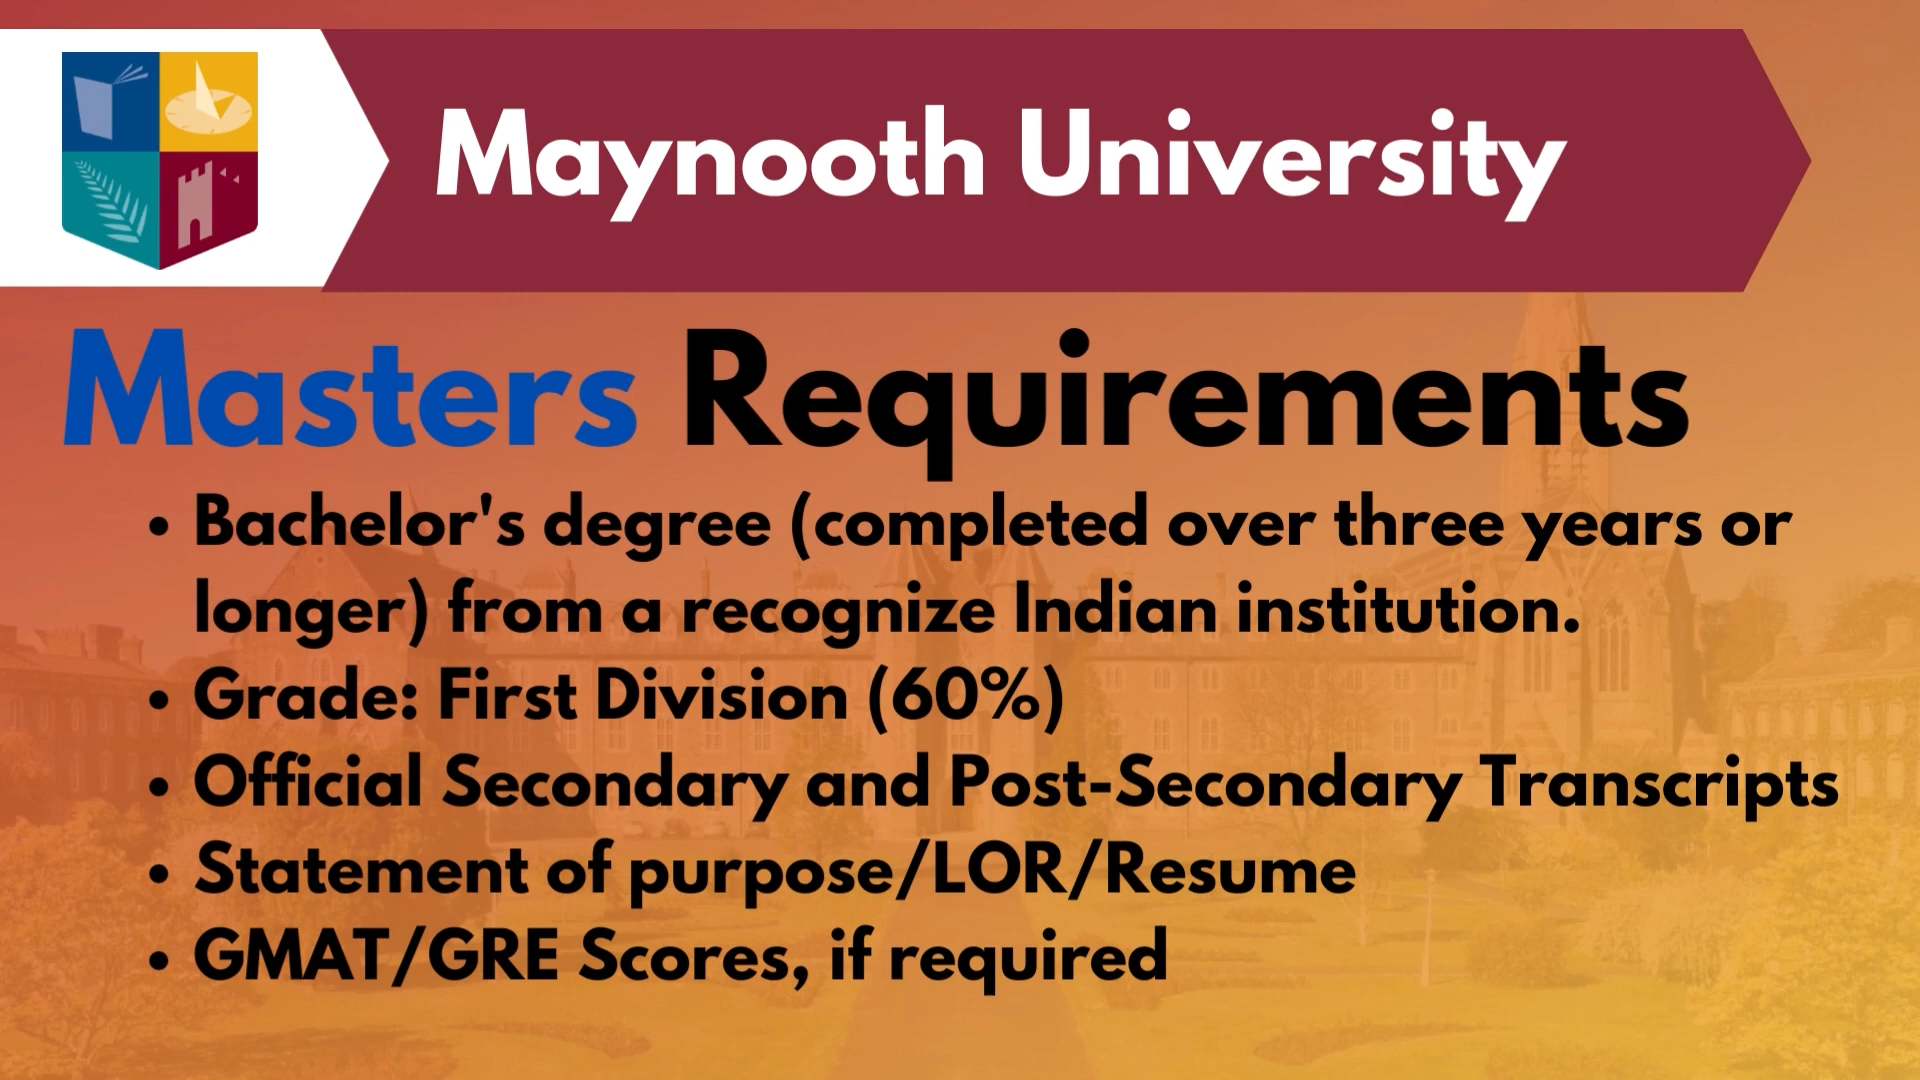 Maynooth University
Masters Requirements
• Bachelor's degree (completed over three years or
longer) from a recognize Indian institution.
• Grade: First Division (60%)
• Official Secondary and Post-Secondary Transcripts
• Statement of purpose/LOR/Resume
• GMAT/GRE Scores, if required